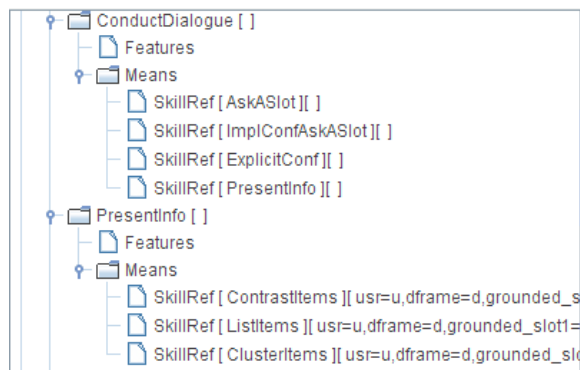 ConductDialogue [ ]
Features
Means
SkillRef [ AskASlot ][ ]
SkillRef [ ImplConfAskASlot ][ ]
SkillRef [ ExplicitConf ][ ]
SkillRef [ PresentInfo ][ ]
PresentInfo [ ]
Features
Means
SkillRef [ ContrastItems ][ usr=u,dframe=d,grounded_s
SkillRef [ ListItems ][ usr=u,dframe=d,grounded_slot1=
SkillRef [ ClusterItems ][ usr=u,dframe=d,grounded_slo